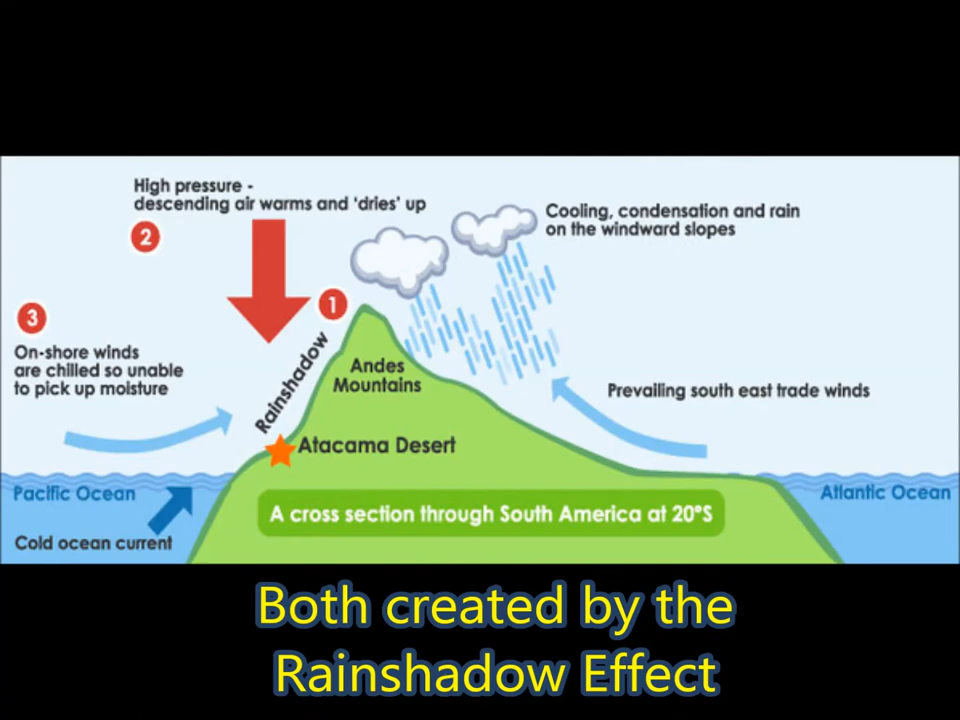 High pressure -
descending air warms and 'dries' up
2
Cooling, condensation and rain
on the windward slopes
1
3
On-shore winds
are chilled so unable
to pick up moisture
Rainshadow
Andes
Mountains
Prevailing south east trade winds
Atacama Desert
Pacific Ocean
Atlantic Ocean
A cross section through South America at 20°S
Cold ocean current
Both created by the
Rainshadow Effect